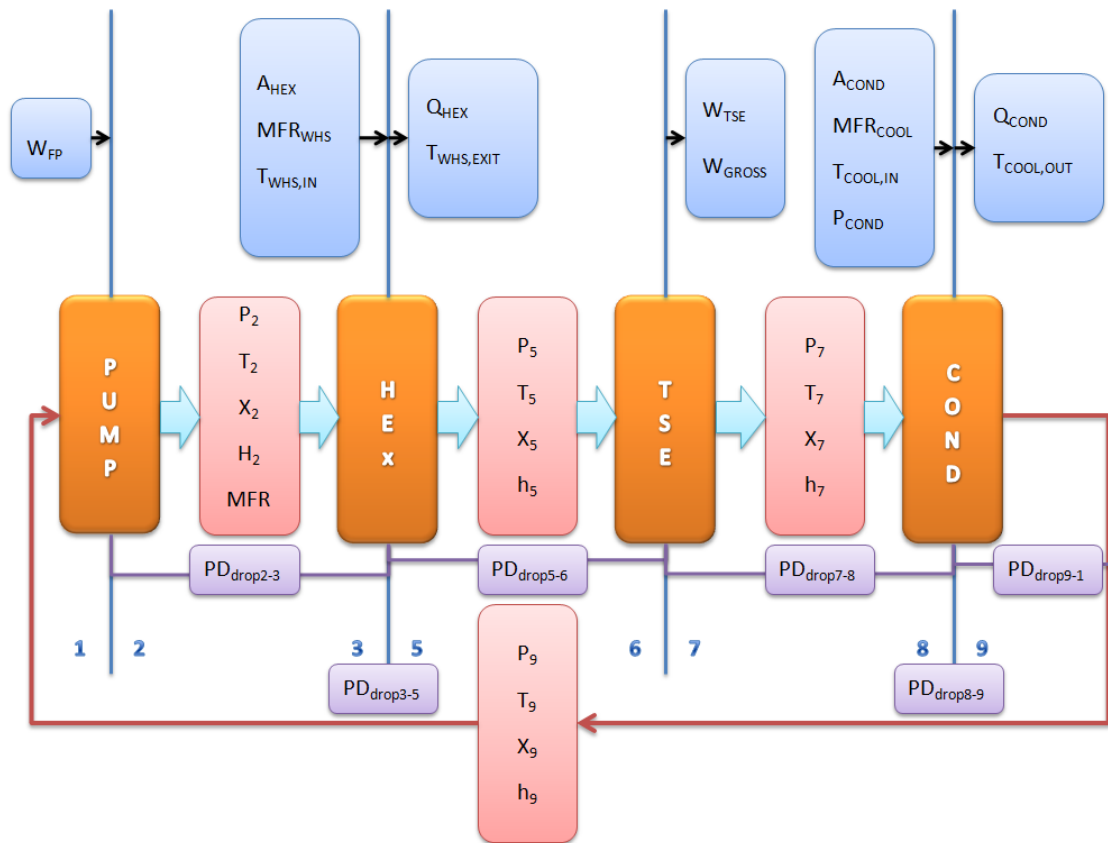 W_FP
A_HEX
MFR_WHS
T_WHS,IN
Q_HEX
T_WHS,EXIT
W_TSE
W_GROSS
A_COND
MFR_COOL
T_COOL,IN
P_COND
Q_COND
T_COOL,OUT
PUMP
P_2
T_2
X_2
H_2
MFR
HEx
P_5
T_5
X_5
h_5
TSE
P_7
T_7
X_7
h_7
COND
PD_drop2-3
PD_drop5-6
PD_drop7-8
PD_drop9-1
1 2
3 5
6 7
8 9
PD_drop3-5
PD_drop8-9
P_9
T_9
X_9
h_9